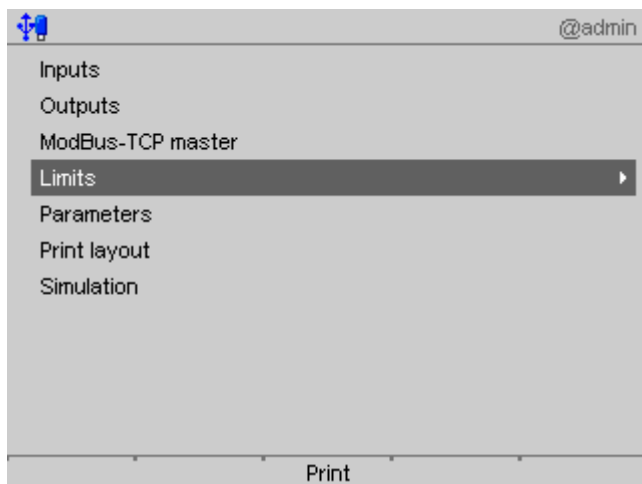 @admin
Inputs
Outputs
ModBus-TCP master
Limits
Parameters
Print layout
Simulation
Print